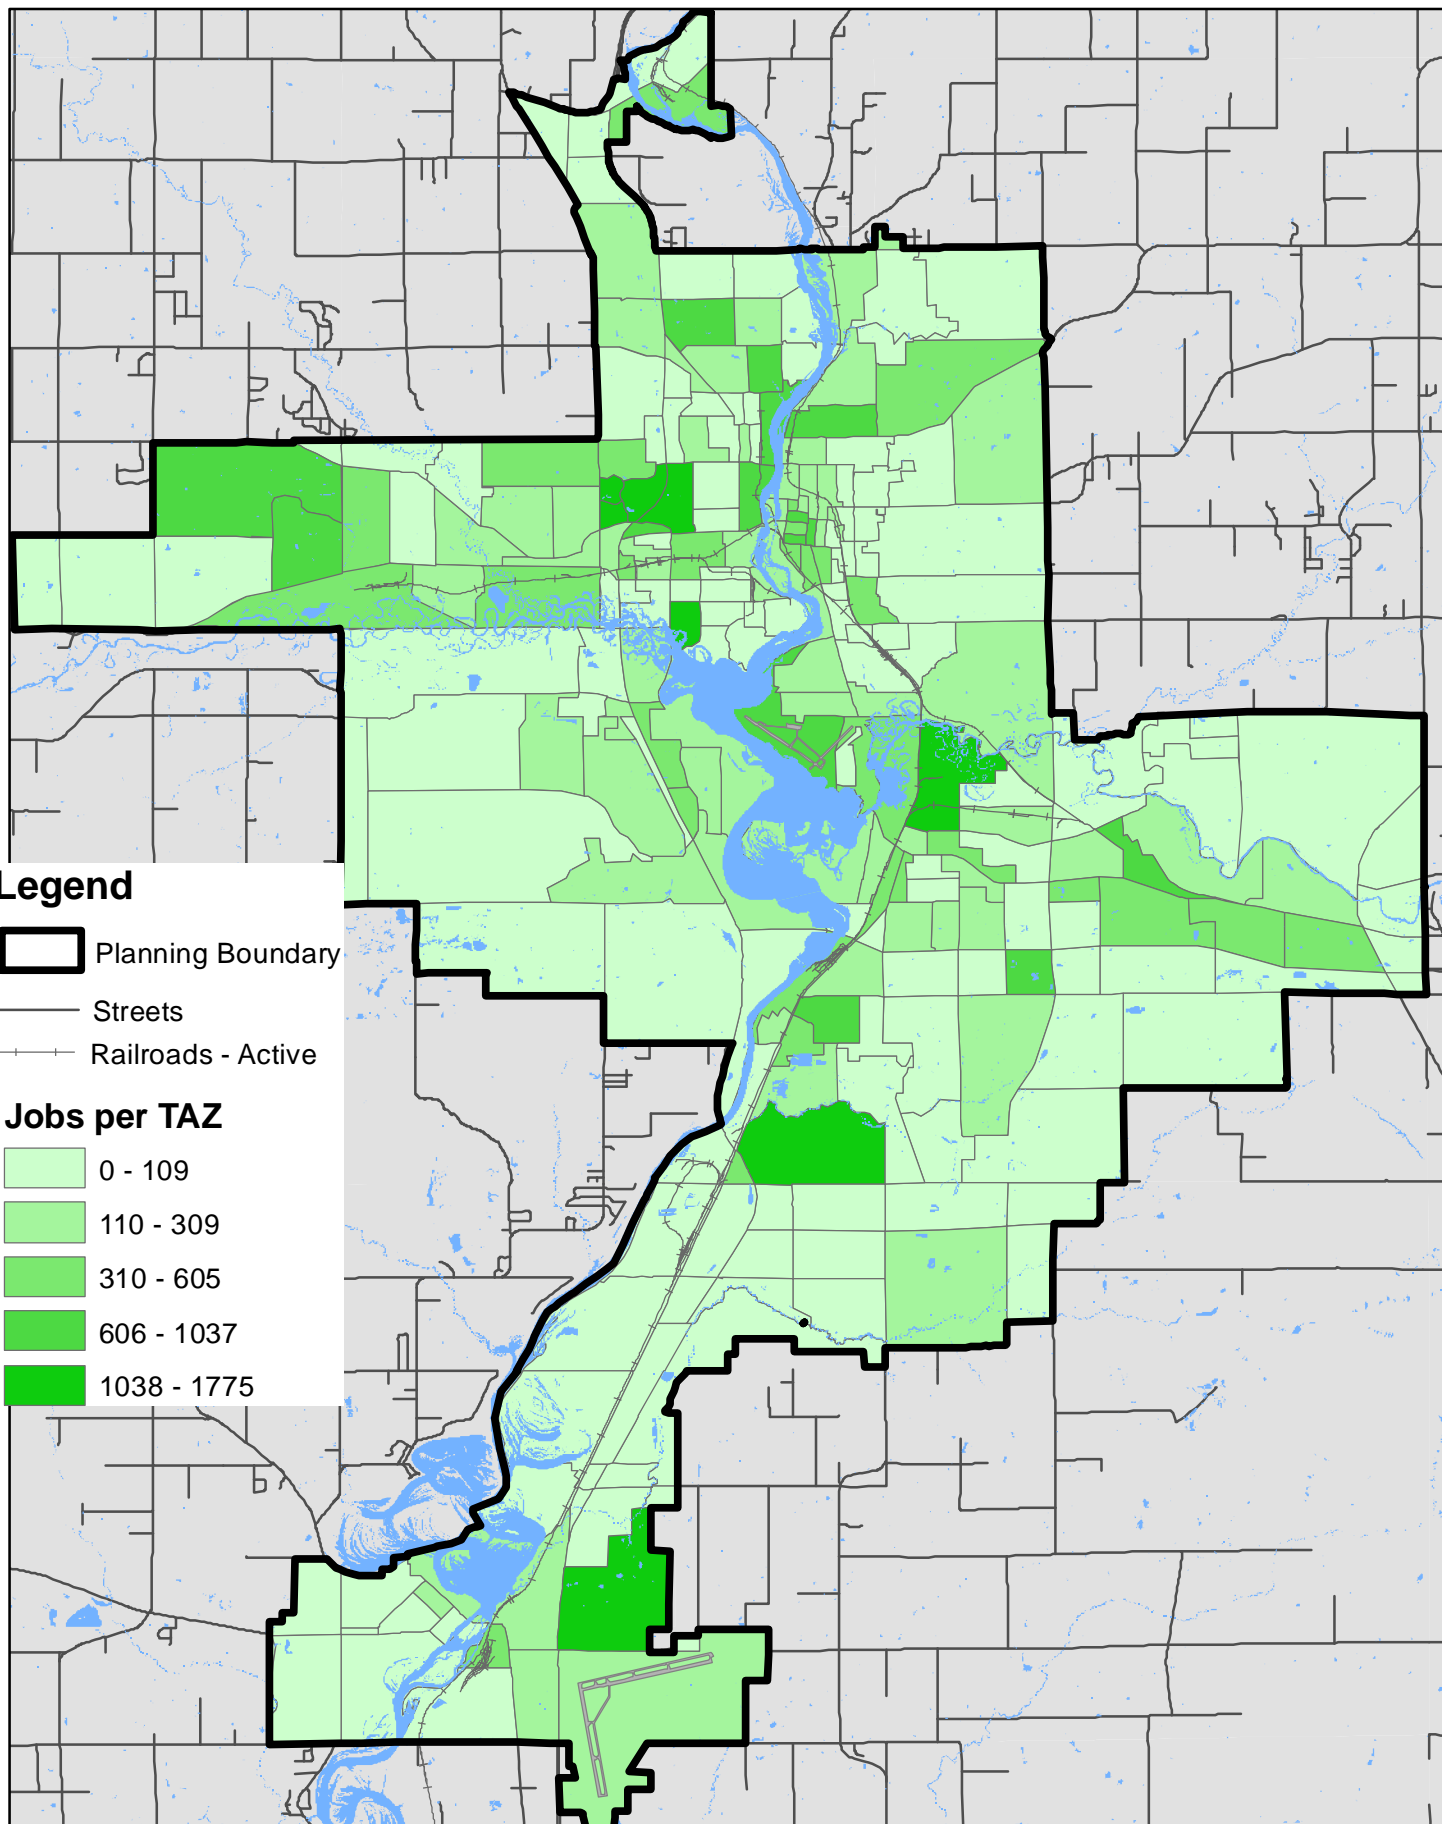 Legend
Planning Boundary
Streets
Railroads - Active
Jobs per TAZ
0 - 109
110 - 309
310 - 605
606 - 1037
1038 - 1775